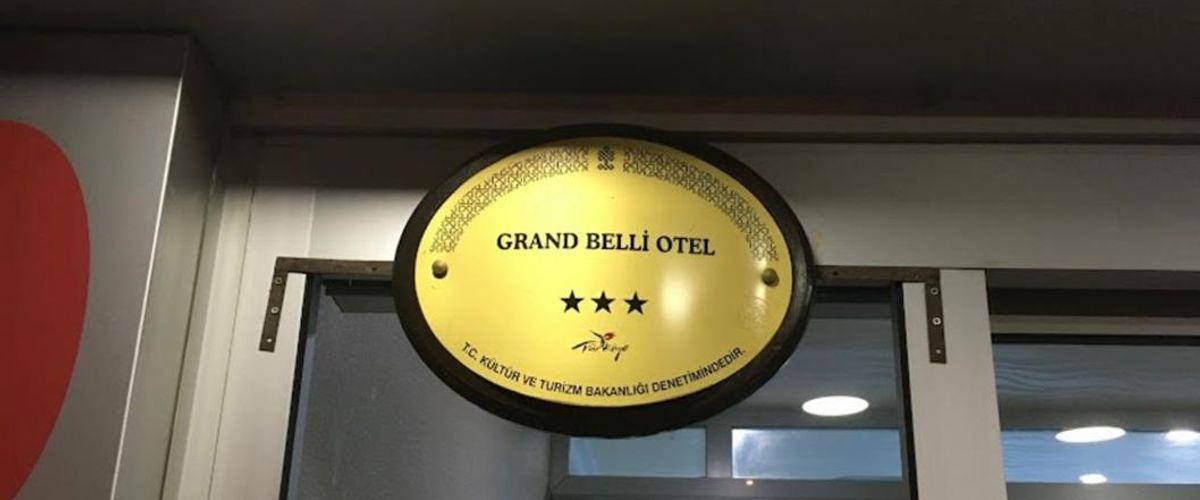 GRAND BELLİ OTEL
★★★
Türkiye
T.C. KÜLTÜR VE TURİZM BAKANLIĞI DENETİMİNDEDİR.